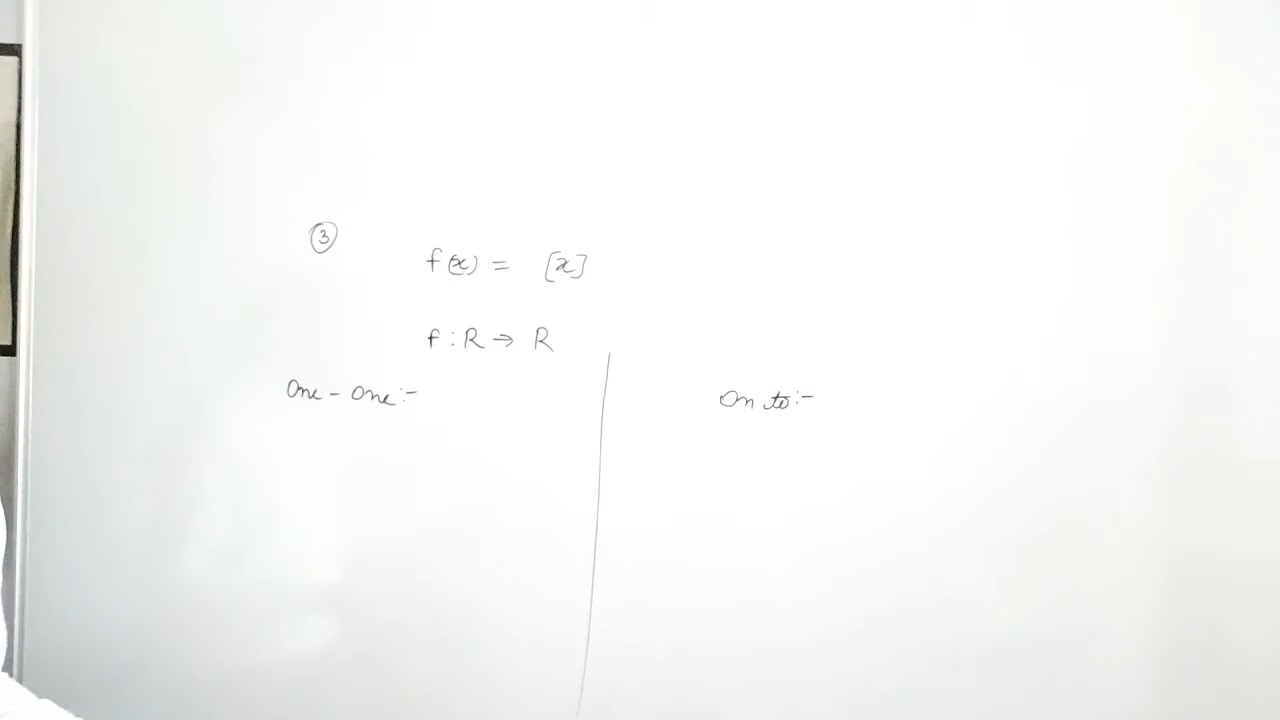 ③
f(x) = [x]
f : R → R
One - One :-
On to :-